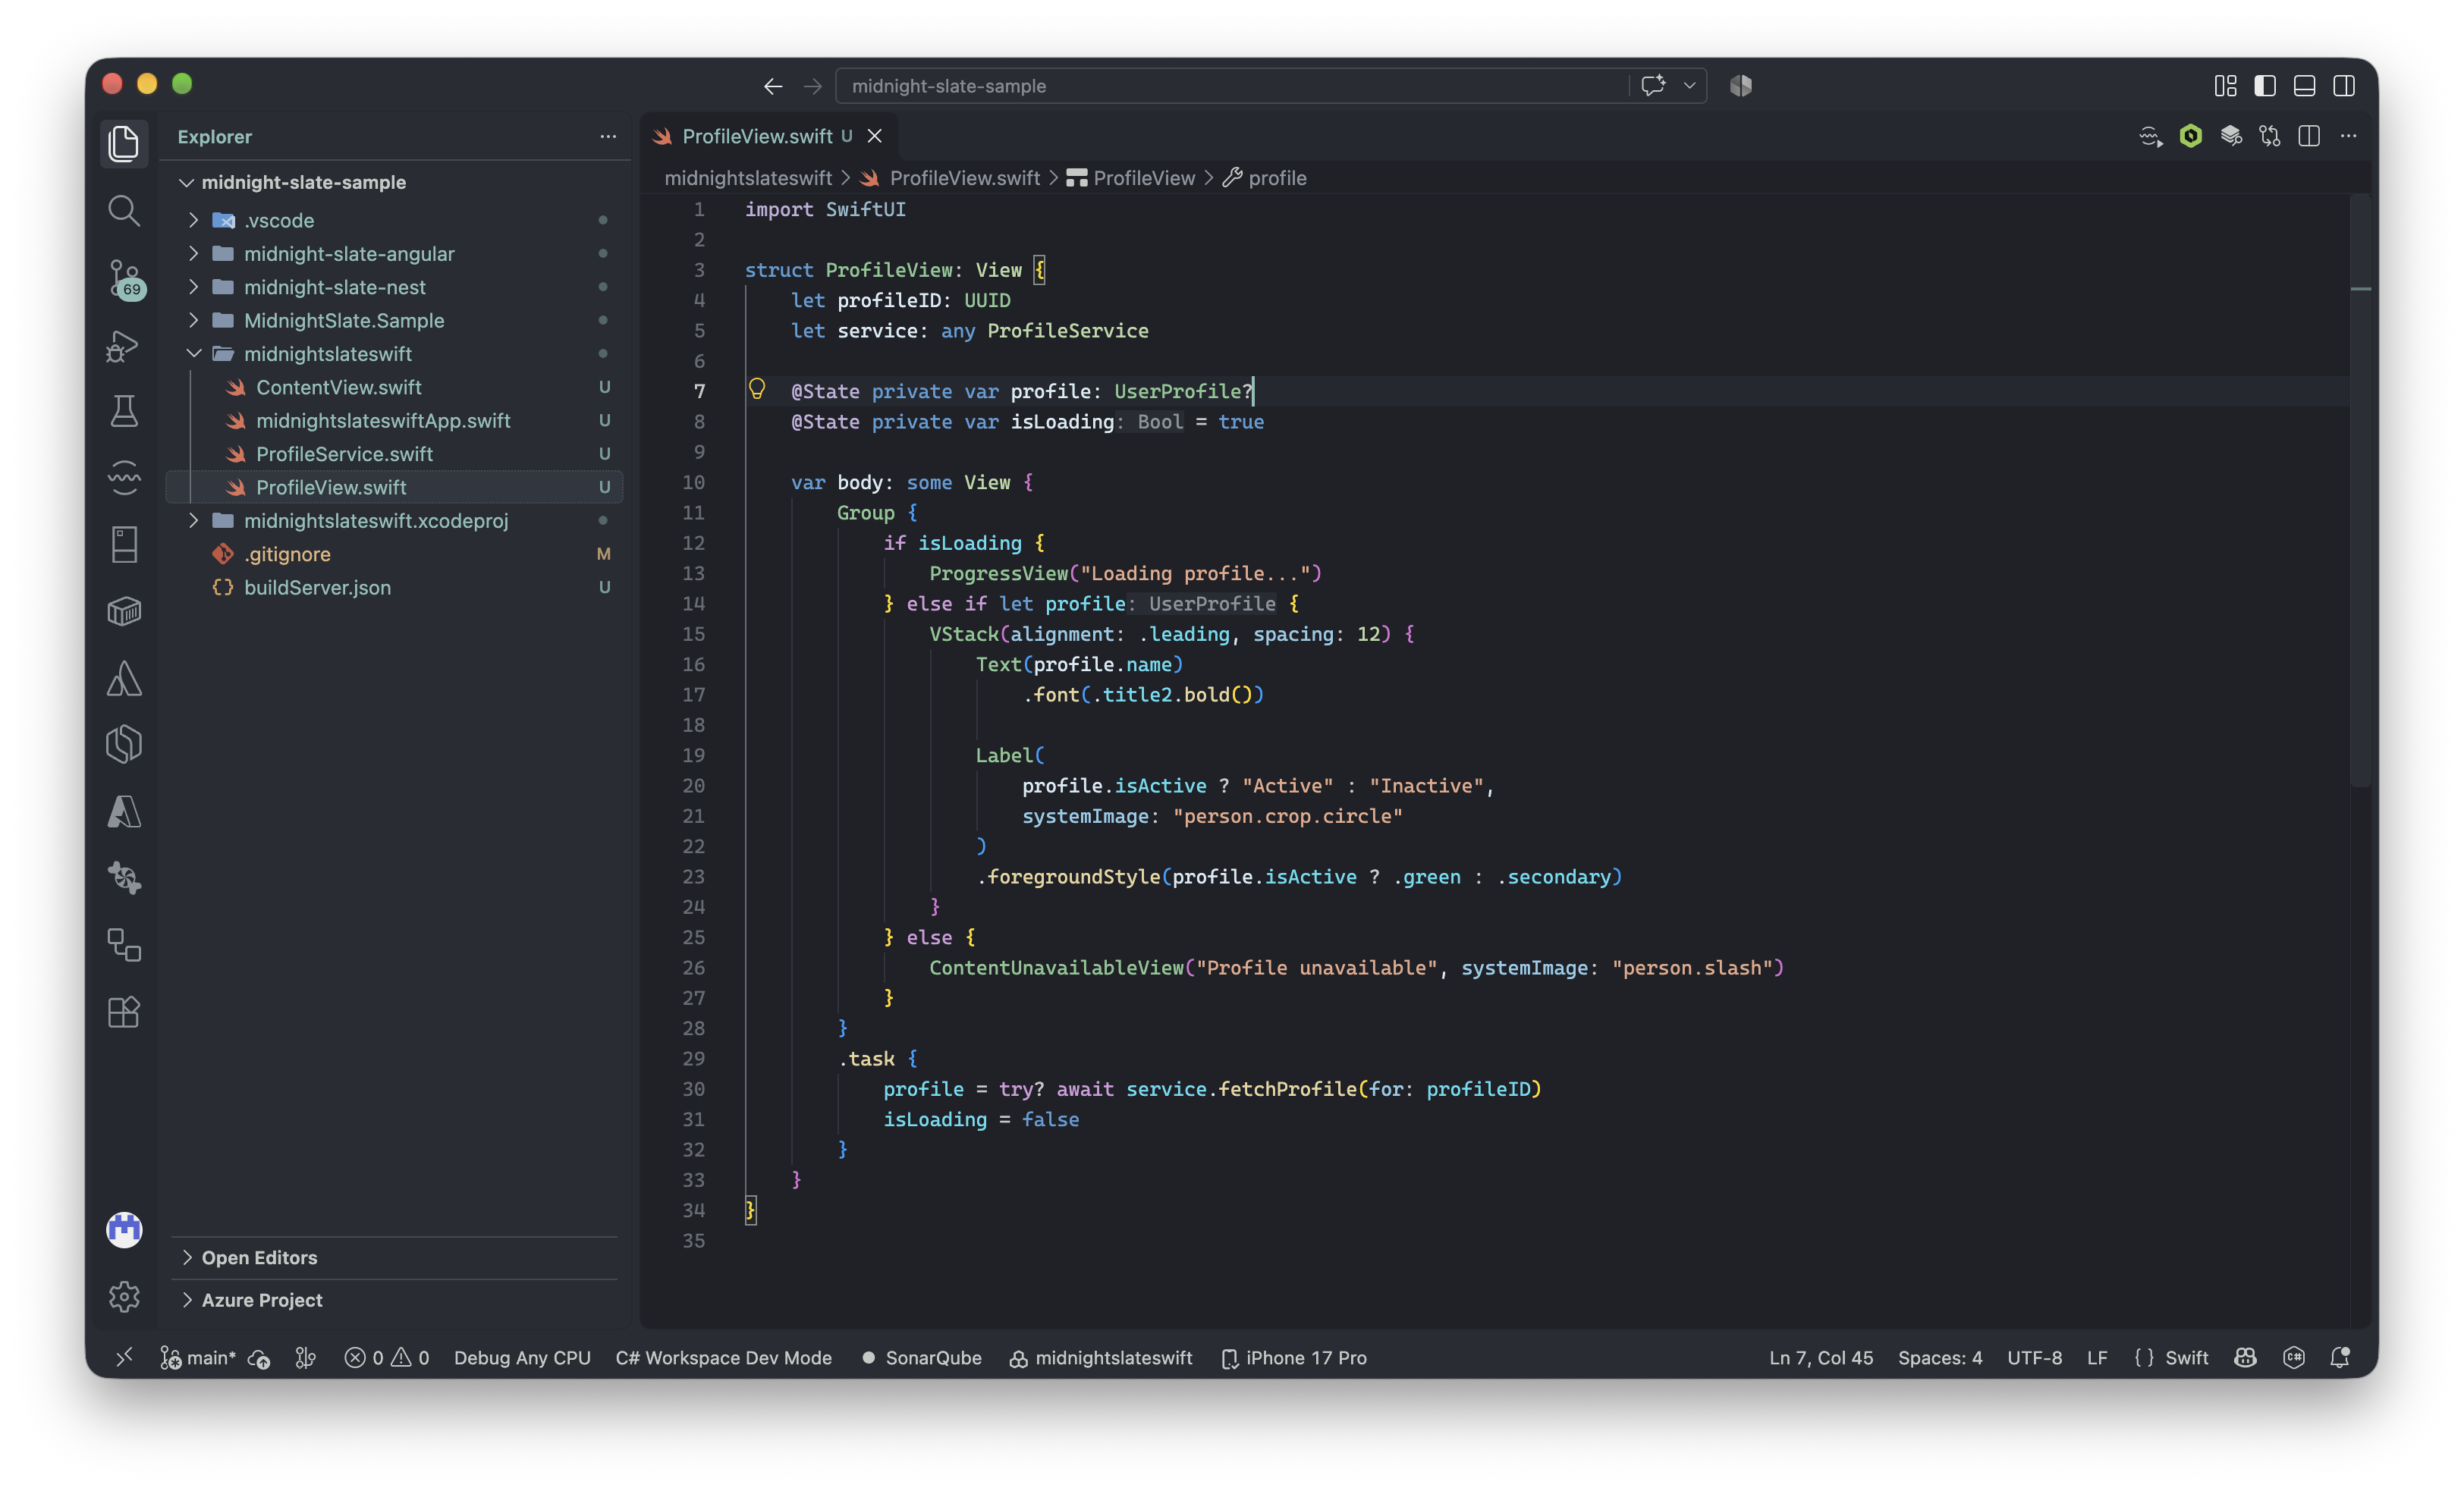 midnight-slate-sample
Explorer
midnight-slate-sample
.vscode
midnight-slate-angular
midnight-slate-nest
MidnightSlate.Sample
midnightslateswift
ContentView.swift U
midnightslateswiftApp.swift U
ProfileService.swift U
ProfileView.swift U
midnightslateswift.xcodeproj
.gitignore M
{} buildServer.json U
69
Open Editors
Azure Project
ProfileView.swift U
midnightslateswift > ProfileView.swift > ProfileView > profile
1 import SwiftUI
2
3 struct ProfileView: View {
4     let profileID: UUID
5     let service: any ProfileService
6
7     @State private var profile: UserProfile?
8     @State private var isLoading: Bool = true
9
10     var body: some View {
11         Group {
12             if isLoading {
13                 ProgressView("Loading profile...")
14             } else if let profile: UserProfile {
15                 VStack(alignment: .leading, spacing: 12) {
16                     Text(profile.name)
17                         .font(.title2.bold())
18
19                     Label(
20                         profile.isActive ? "Active" : "Inactive",
21                         systemImage: "person.crop.circle"
22                     )
23                     .foregroundStyle(profile.isActive ? .green : .secondary)
24                 }
25             } else {
26                 ContentUnavailableView("Profile unavailable", systemImage: "person.slash")
27             }
28         }
29         .task {
30             profile = try? await service.fetchProfile(for: profileID)
31             isLoading = false
32         }
33     }
34 }
35
main* 0 0 Debug Any CPU C# Workspace Dev Mode SonarQube midnightslateswift iPhone 17 Pro Ln 7, Col 45 Spaces: 4 UTF-8 LF { } Swift C#